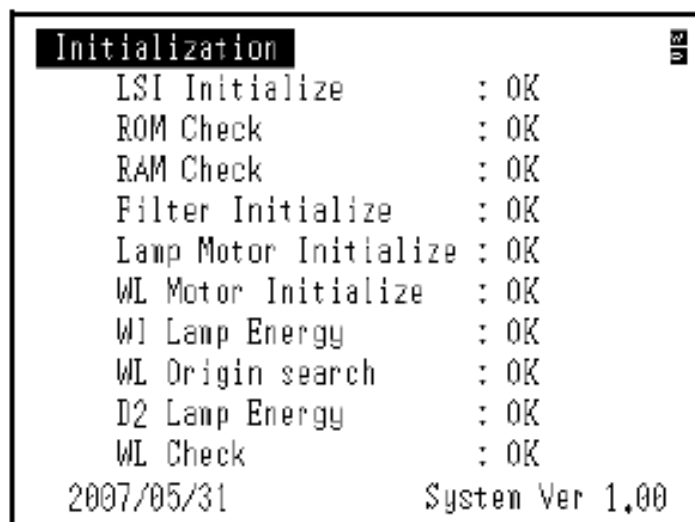 Initialization
LSI Initialize : OK
ROM Check : OK
RAM Check : OK
Filter Initialize : OK
Lamp Motor Initialize : OK
WL Motor Initialize : OK
WI Lamp Energy : OK
WL Origin search : OK
D2 Lamp Energy : OK
WL Check : OK
2007/05/31 System Ver 1.00